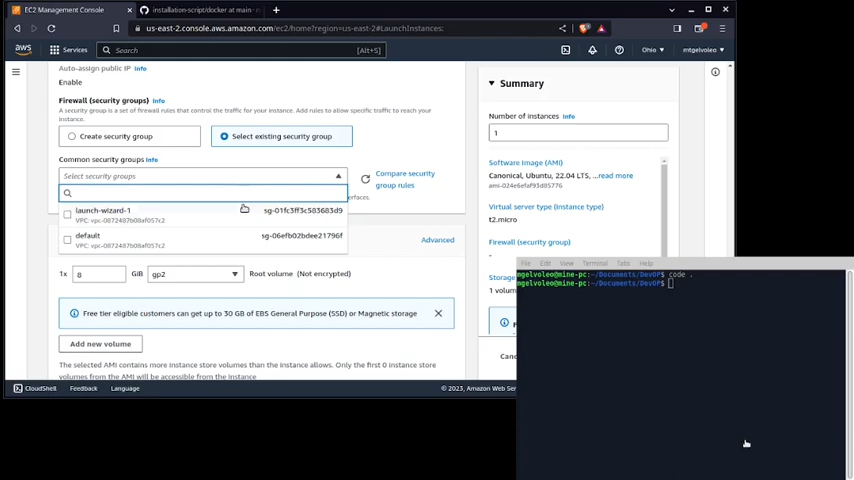 EC2 Management Console
installation-script/docker at main · m
us-east-2.console.aws.amazon.com/ec2/home?region=us-east-2#LaunchInstances:
aws
Services
Search
[Alt+S]
Ohio
mtgelvoleo
Auto-assign public IP Info
Enable
Firewall (security groups) Info
A security group is a set of firewall rules that control the traffic for your instance. Add rules to allow specific traffic to reach your
instance.
Create security group
Select existing security group
Common security groups Info
Select security groups
Compare security
group rules
launch-wizard-1
sg-01fc3ff3c583683d9
VPC: vpc-0872487b08af057c2
default
sg-06efb02bdee21796f
VPC: vpc-0872487b08af057c2
Advanced
1x
8
GiB
gp2
Root volume (Not encrypted)
Free tier eligible customers can get up to 30 GB of EBS General Purpose (SSD) or Magnetic storage
Add new volume
The selected AMI contains more instance store volumes than the instance allows. Only the first 0 instance store
volumes from the AMI will be accessible from the instance
Summary
Number of instances Info
1
Software Image (AMI)
Canonical, Ubuntu, 22.04 LTS, ...read more
ami-024e6efaf93d85776
Virtual server type (instance type)
t2.micro
Firewall (security group)
-
Storage
1 volum
Canc
CloudShell
Feedback
Language
© 2023, Amazon Web Ser
File Edit View Terminal Tabs Help
mgelvoleo@mine-pc:~/Documents/DevOP$ code .
mgelvoleo@mine-pc:~/Documents/DevOP$